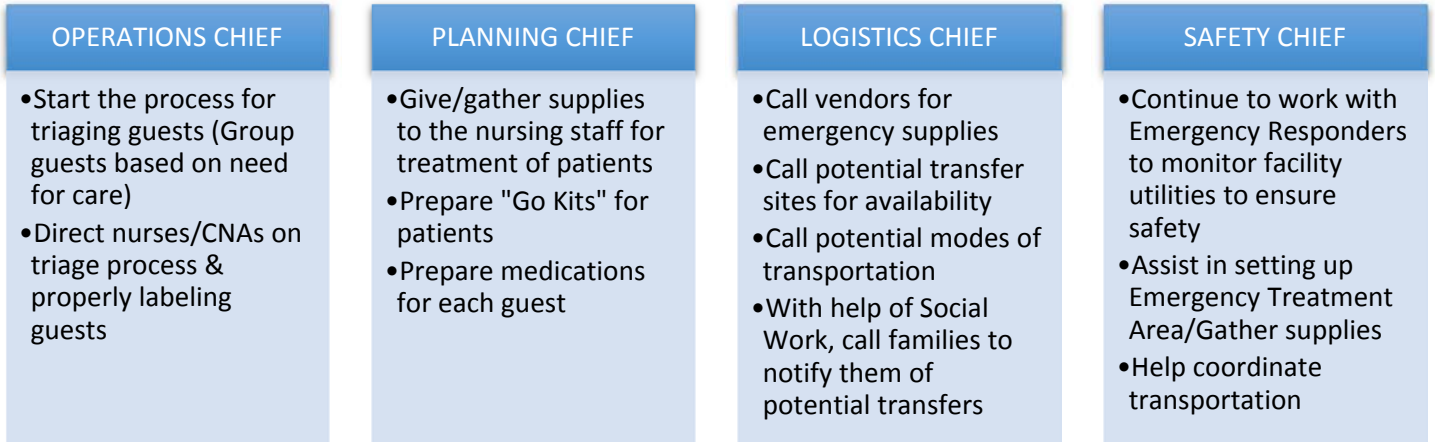 OPERATIONS CHIEF
•Start the process for
triaging guests (Group
guests based on need
for care)
•Direct nurses/CNAs on
triage process &
properly labeling
guests
PLANNING CHIEF
•Give/gather supplies
to the nursing staff for
treatment of patients
•Prepare "Go Kits" for
patients
•Prepare medications
for each guest
LOGISTICS CHIEF
•Call vendors for
emergency supplies
•Call potential transfer
sites for availability
•Call potential modes of
transportation
•With help of Social
Work, call families to
notify them of
potential transfers
SAFETY CHIEF
•Continue to work with
Emergency Responders
to monitor facility
utilities to ensure
safety
•Assist in setting up
Emergency Treatment
Area/Gather supplies
•Help coordinate
transportation